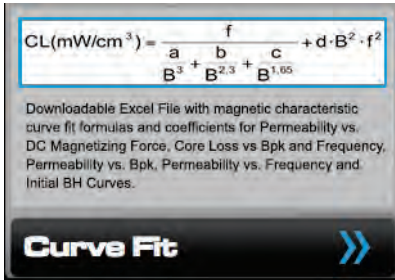 CL(mW/cm³) = f / (a/B³ + b/B^2.3 + c/B^1.65) + d·B²·f²
Downloadable Excel File with magnetic characteristic
curve fit formulas and coefficients for Permeability vs.
DC Magnetizing Force, Core Loss vs Bpk and Frequency,
Permeability vs. Bpk, Permeability vs. Frequency and
Initial BH Curves.
Curve Fit